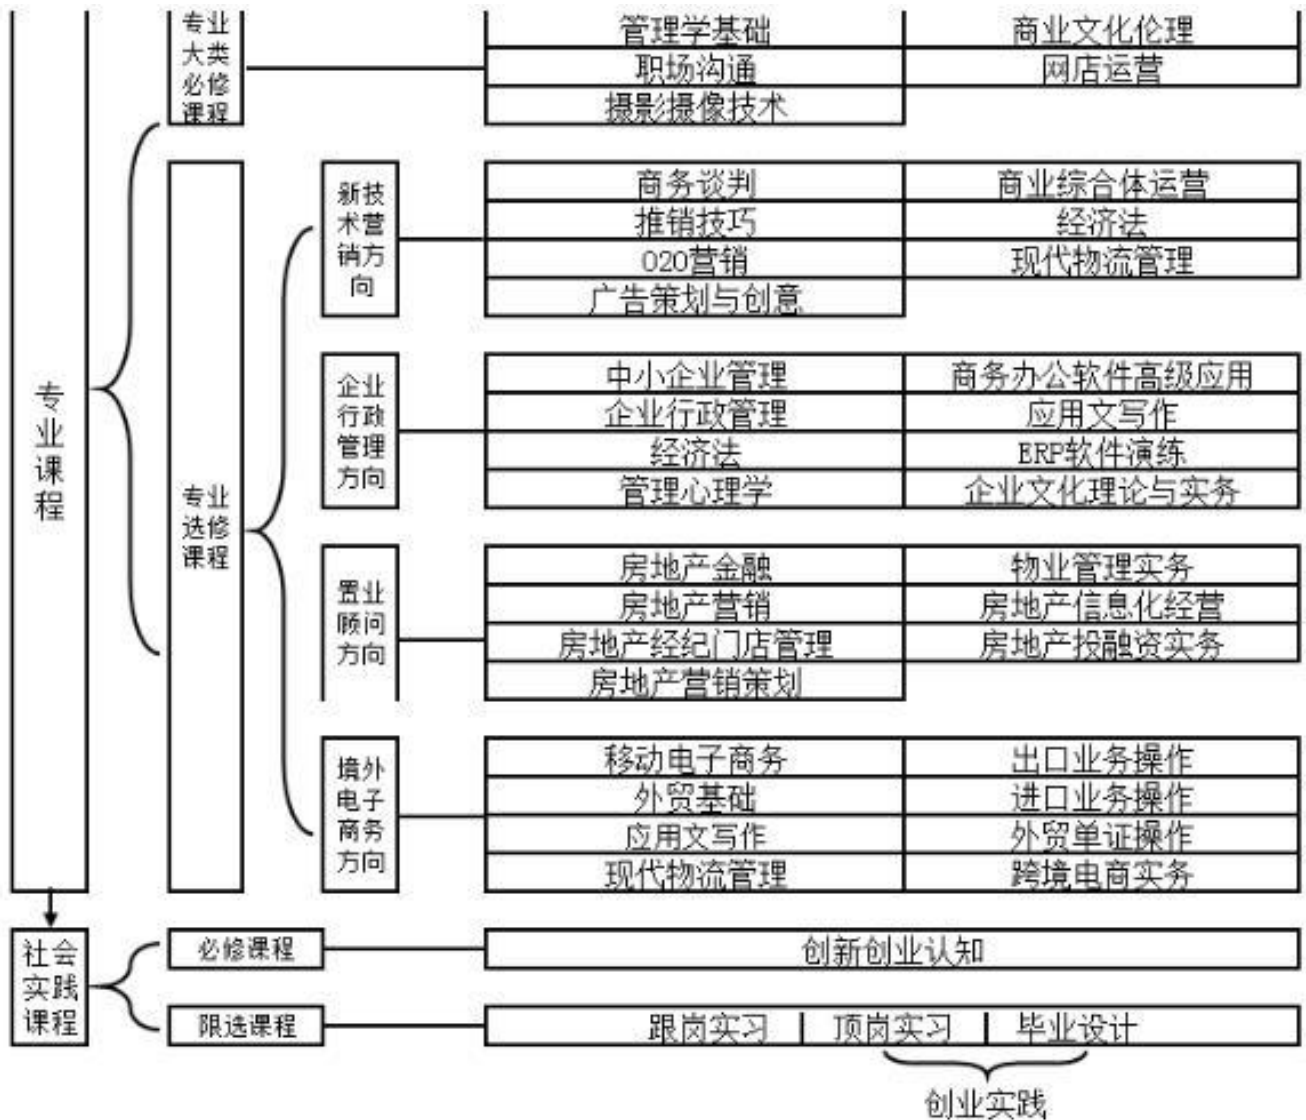 专业
大类
必修
课程
管理学基础
商业文化伦理
职场沟通
网店运营
摄影摄像技术
专业课程
专业
选修
课程
新技
术营
销方
向
商务谈判
商业综合体运营
推销技巧
经济法
O2O营销
现代物流管理
广告策划与创意
企业
行政
管理
方向
中小企业管理
商务办公软件高级应用
企业行政管理
应用文写作
经济法
ERP软件演练
管理心理学
企业文化理论与实务
置业
顾问
方向
房地产金融
物业管理实务
房地产营销
房地产信息化经营
房地产经纪门店管理
房地产投融资实务
房地产营销策划
境外
电子
商务
方向
移动电子商务
出口业务操作
外贸基础
进口业务操作
应用文写作
外贸单证操作
现代物流管理
跨境电商实务
社会
实践
课程
必修课程
创新创业认知
限选课程
跟岗实习
顶岗实习
毕业设计
创业实践